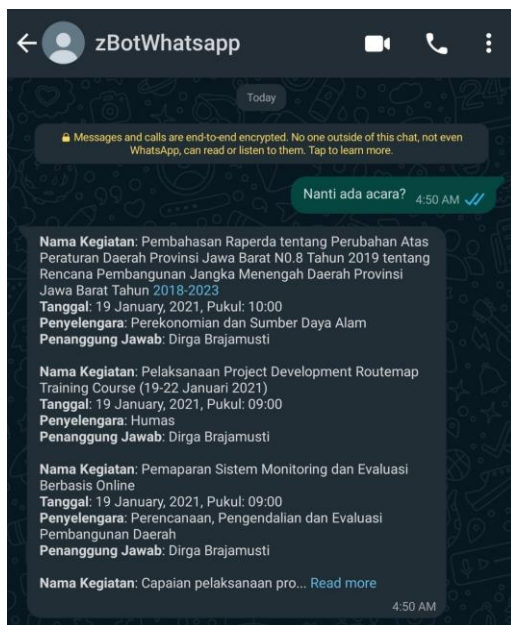 zBotWhatsapp
Today
Messages and calls are end-to-end encrypted. No one outside of this chat, not even
WhatsApp, can read or listen to them. Tap to learn more.
Nanti ada acara? 4:50 AM
Nama Kegiatan: Pembahasan Raperda tentang Perubahan Atas
Peraturan Daerah Provinsi Jawa Barat N0.8 Tahun 2019 tentang
Rencana Pembangunan Jangka Menengah Daerah Provinsi
Jawa Barat Tahun 2018-2023
Tanggal: 19 January, 2021, Pukul: 10:00
Penyelengara: Perekonomian dan Sumber Daya Alam
Penanggung Jawab: Dirga Brajamusti
Nama Kegiatan: Pelaksanaan Project Development Routemap
Training Course (19-22 Januari 2021)
Tanggal: 19 January, 2021, Pukul: 09:00
Penyelengara: Humas
Penanggung Jawab: Dirga Brajamusti
Nama Kegiatan: Pemaparan Sistem Monitoring dan Evaluasi
Berbasis Online
Tanggal: 19 January, 2021, Pukul: 09:00
Penyelengara: Perencanaan, Pengendalian dan Evaluasi
Pembangunan Daerah
Penanggung Jawab: Dirga Brajamusti
Nama Kegiatan: Capaian pelaksanaan pro... Read more
4:50 AM